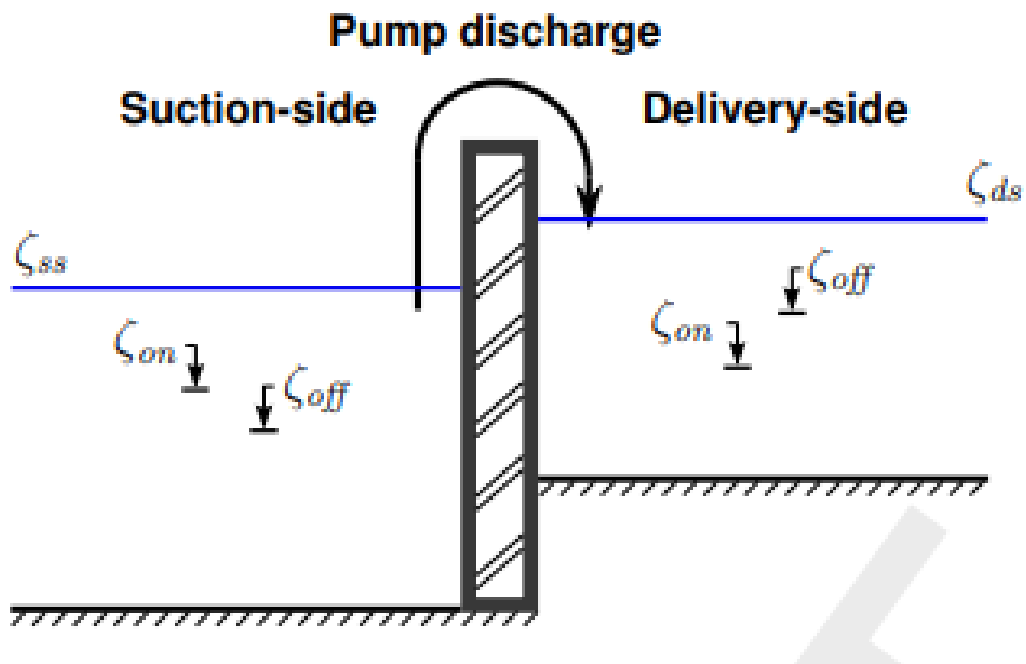 Pump discharge
Suction-side
Delivery-side
ζds
ζss
ζoff
ζon
ζon
ζoff